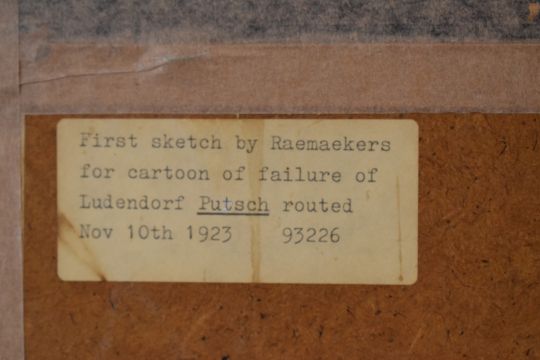 First sketch by Raemaekers
for cartoon of failure of
Ludendorf Putsch routed
Nov 10th 1923 93226